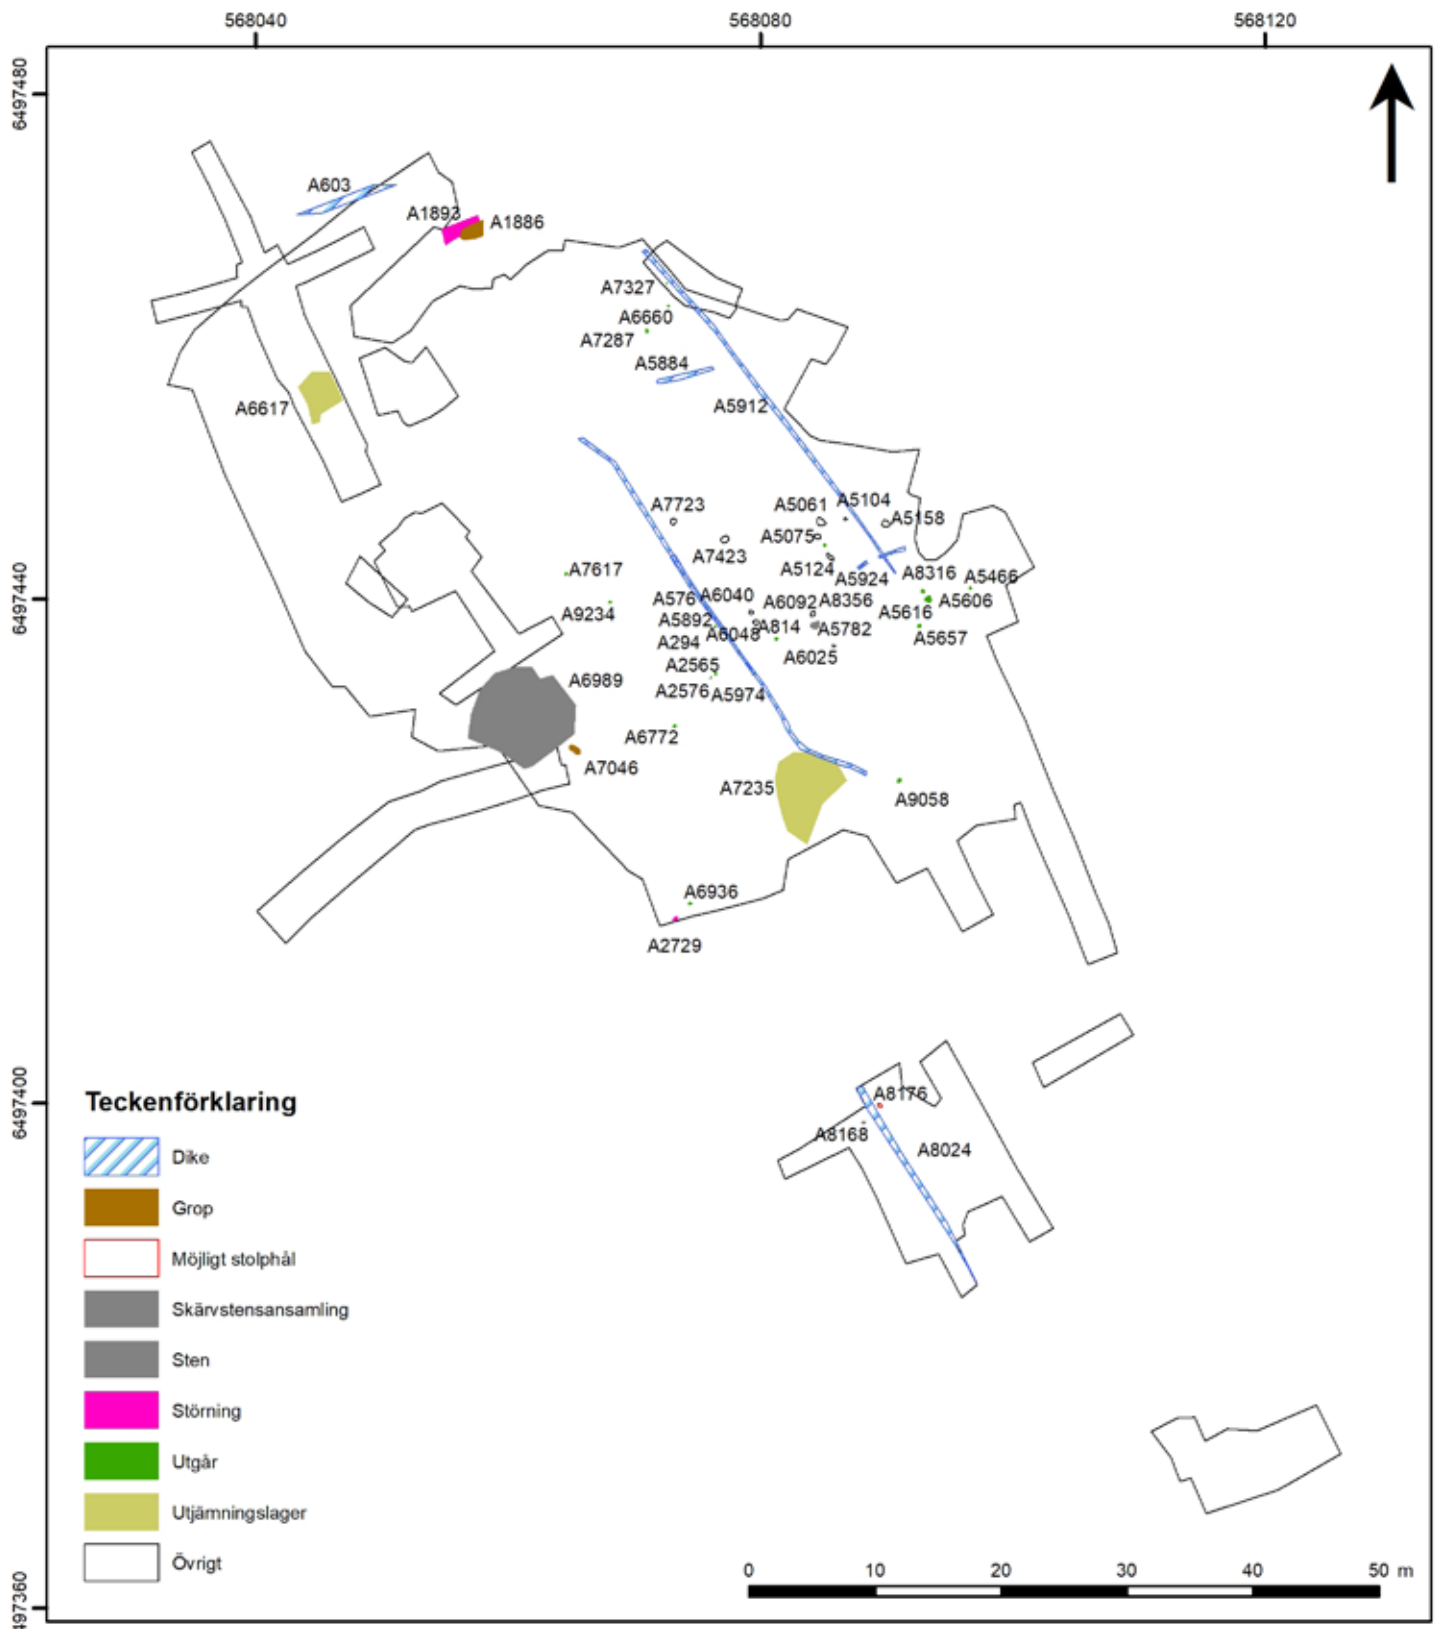 568040 568080 568120
6497480
A603
A1893 A1886
A7327
A6660
A7287
A5884
A5912
A6617
A7723 A5061 A5104
A5158
A5075
A7423
A5124
A5924 A8316 A5466
A7617
6497440
A576 A6040 A6092 A8356 A5606
A9234 A5616
A5892 A6048 A814 A5782 A5657
A294 A6025
A2565
A6989
A2576 A5974
A6772
A7046
A7235
A9058
A6936
A2729
A8176
6497400
A8168
A8024
Teckenförklaring
Dike
Grop
Möjligt stolphål
Skärvstensansamling
Sten
Störning
Utgår
Utjämningslager
Övrigt
0 10 20 30 40 50 m
497360